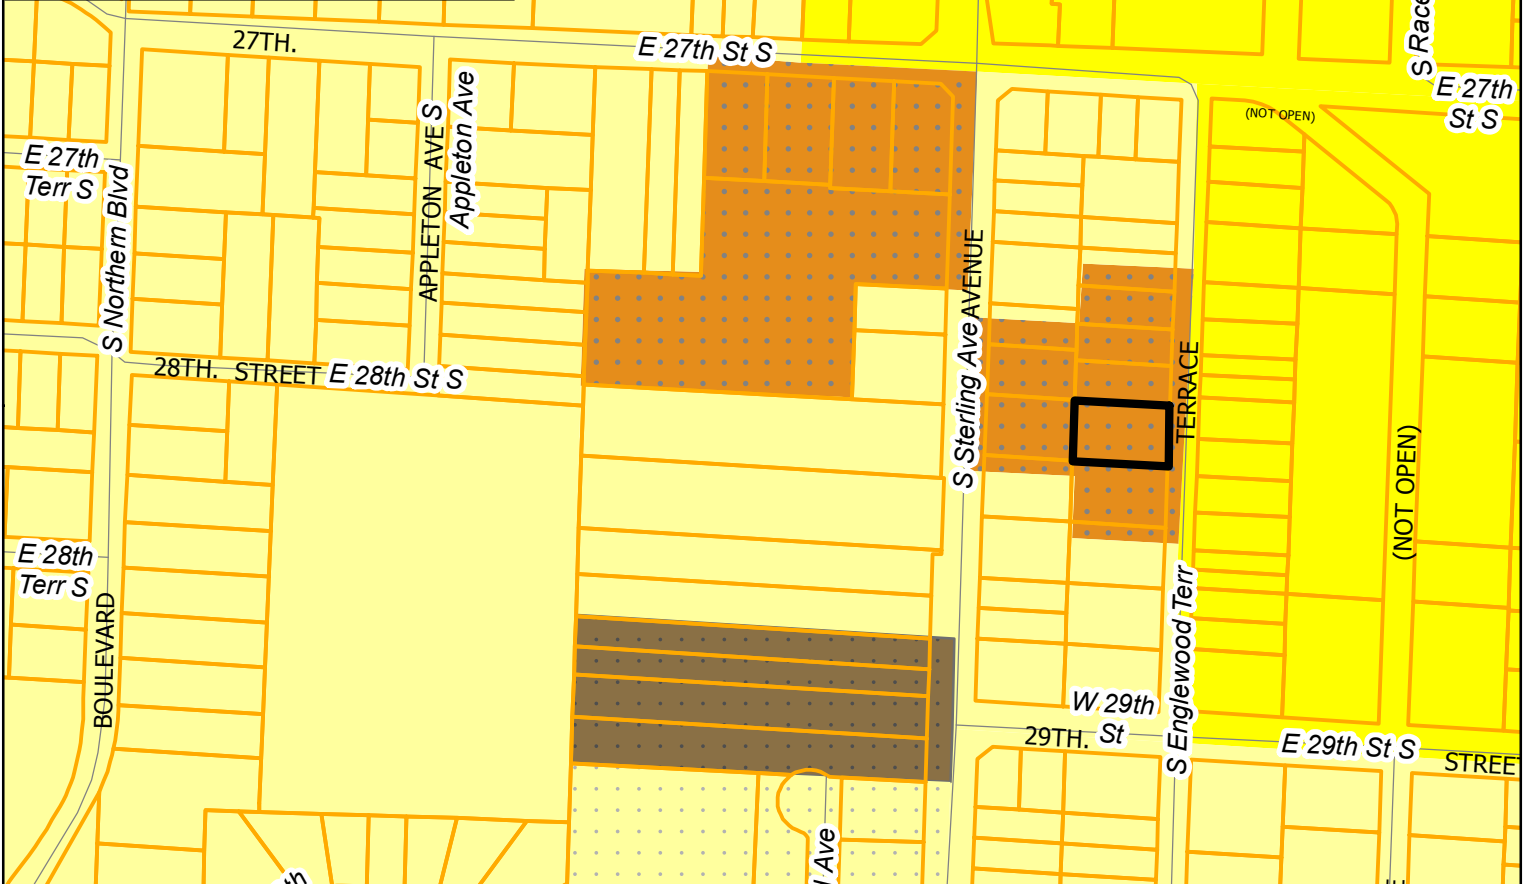 27TH.
E 27th St S
S Race
E 27th
St S
(NOT OPEN)
E 27th
Terr S
S Northern Blvd
APPLETON AVE S
Appleton Ave
AVENUE
S Sterling Ave
TERRACE
28TH. STREET
E 28th St S
(NOT OPEN)
E 28th
Terr S
BOULEVARD
S Englewood Terr
W 29th
St
29TH.
E 29th St S
STREET
Ave
th